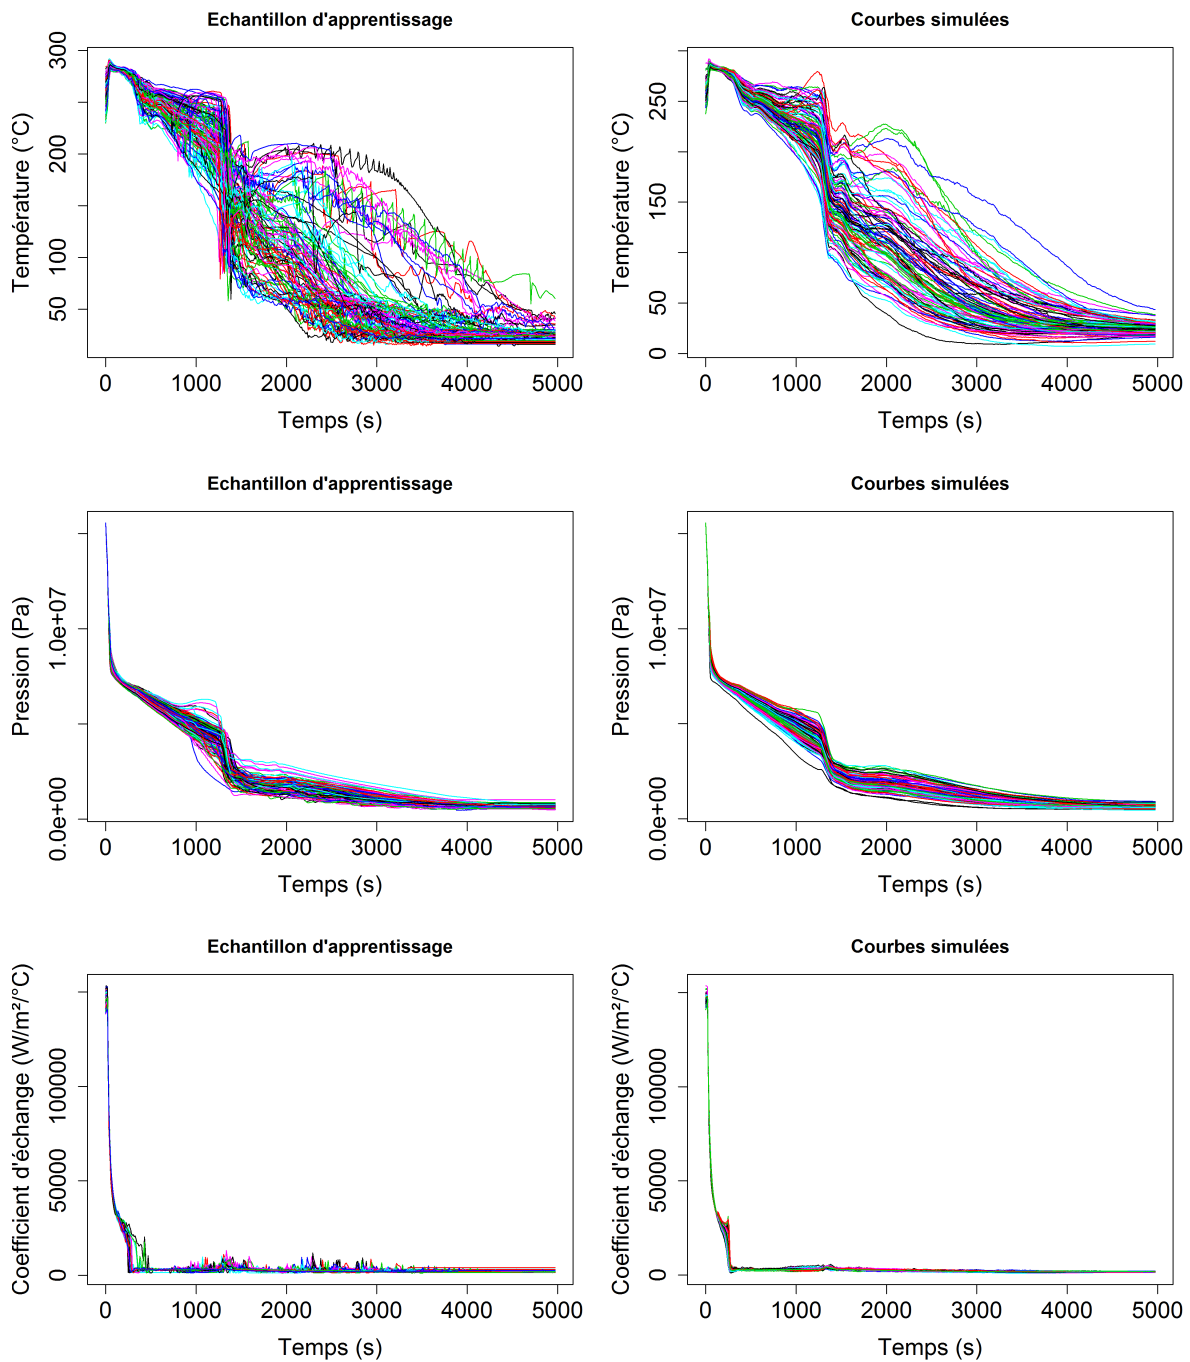 Echantillon d'apprentissage
Courbes simulées
Température (°C)
300
200
150
100
50
0 1000 2000 3000 4000 5000
Temps (s)
Température (°C)
250
150
50
0
0 1000 2000 3000 4000 5000
Temps (s)
Echantillon d'apprentissage
Courbes simulées
Pression (Pa)
1.0e+07
0.0e+00
0 1000 2000 3000 4000 5000
Temps (s)
Pression (Pa)
1.0e+07
0.0e+00
0 1000 2000 3000 4000 5000
Temps (s)
Echantillon d'apprentissage
Courbes simulées
Coefficient d'échange (W/m²/°C)
100000
50000
0
0 1000 2000 3000 4000 5000
Temps (s)
Coefficient d'échange (W/m²/°C)
100000
50000
0
0 1000 2000 3000 4000 5000
Temps (s)